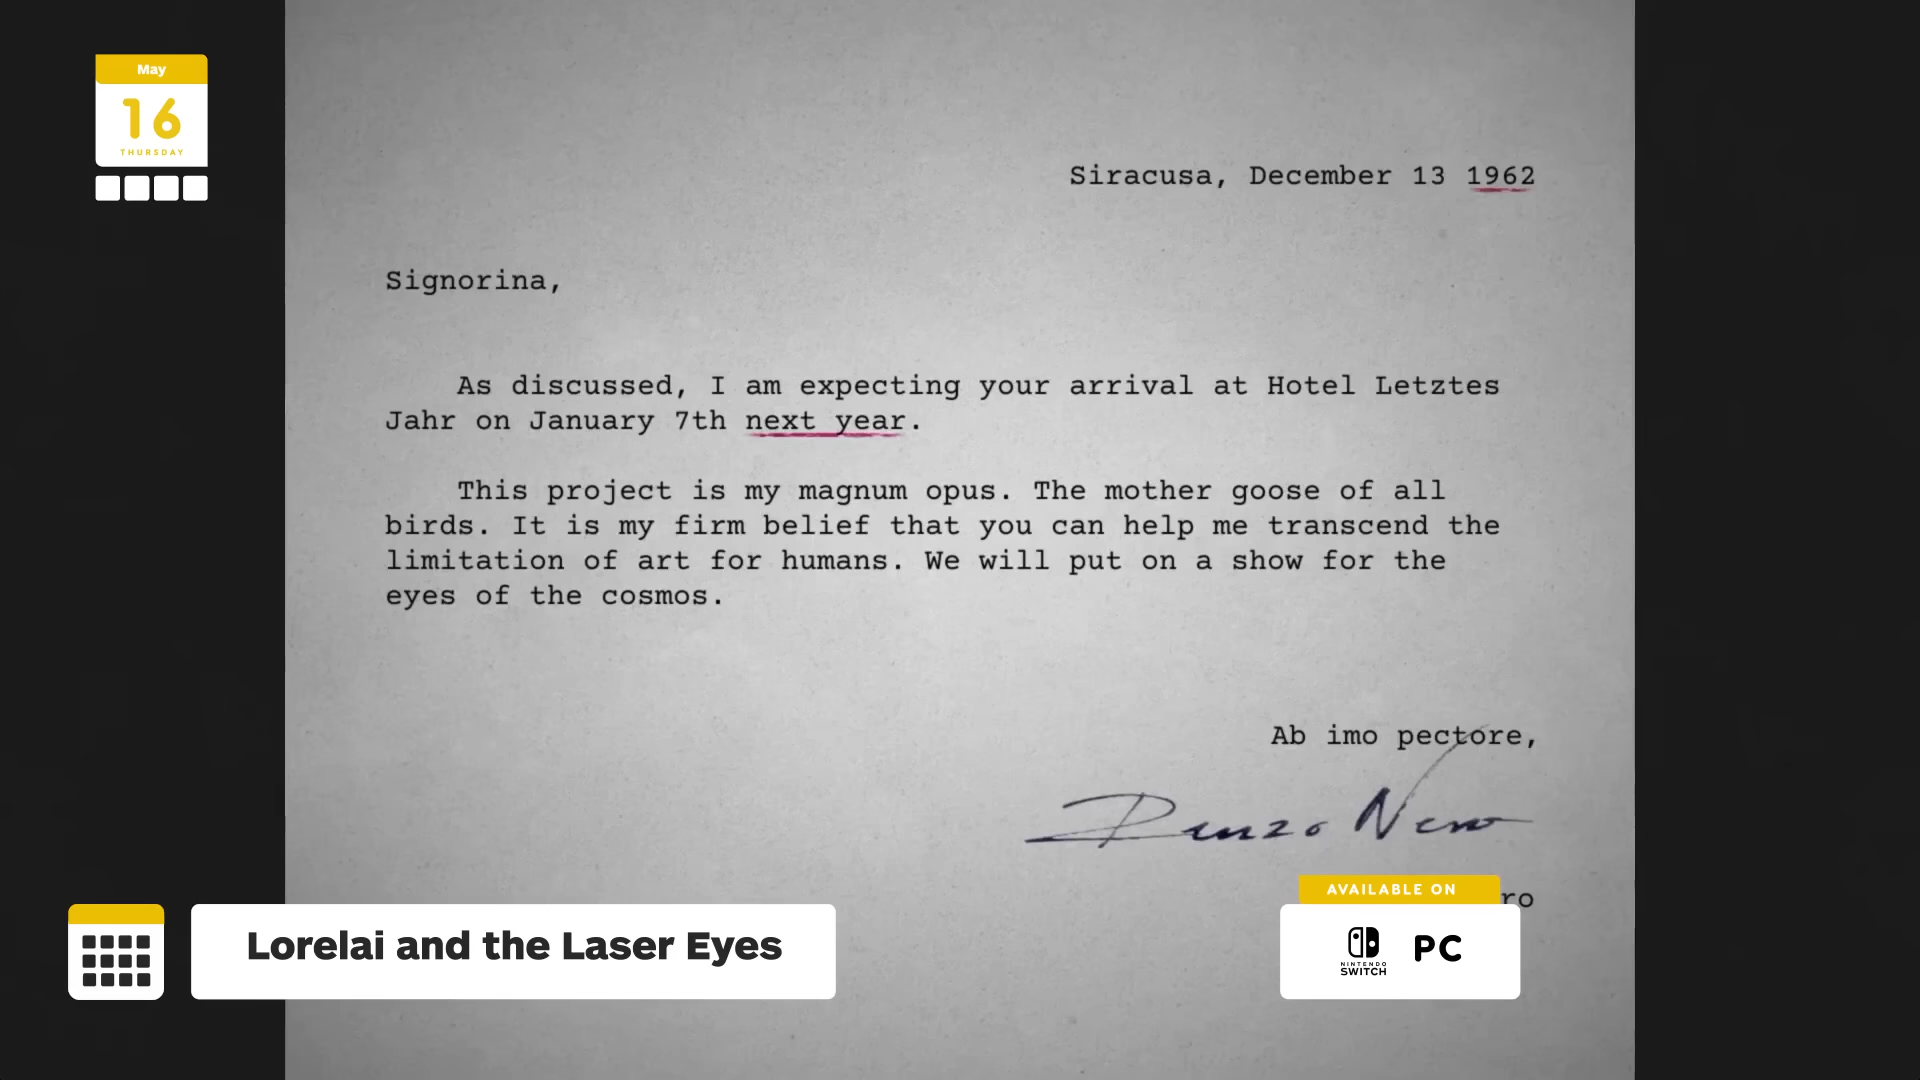 May
16
THURSDAY
Siracusa, December 13 1962
Signorina,
As discussed, I am expecting your arrival at Hotel Letztes
Jahr on January 7th next year.
This project is my magnum opus. The mother goose of all
birds. It is my firm belief that you can help me transcend the
limitation of art for humans. We will put on a show for the
eyes of the cosmos.
Ab imo pectore,
Renzo Nero
ro
AVAILABLE ON
Lorelai and the Laser Eyes
NINTENDO
SWITCH
PC